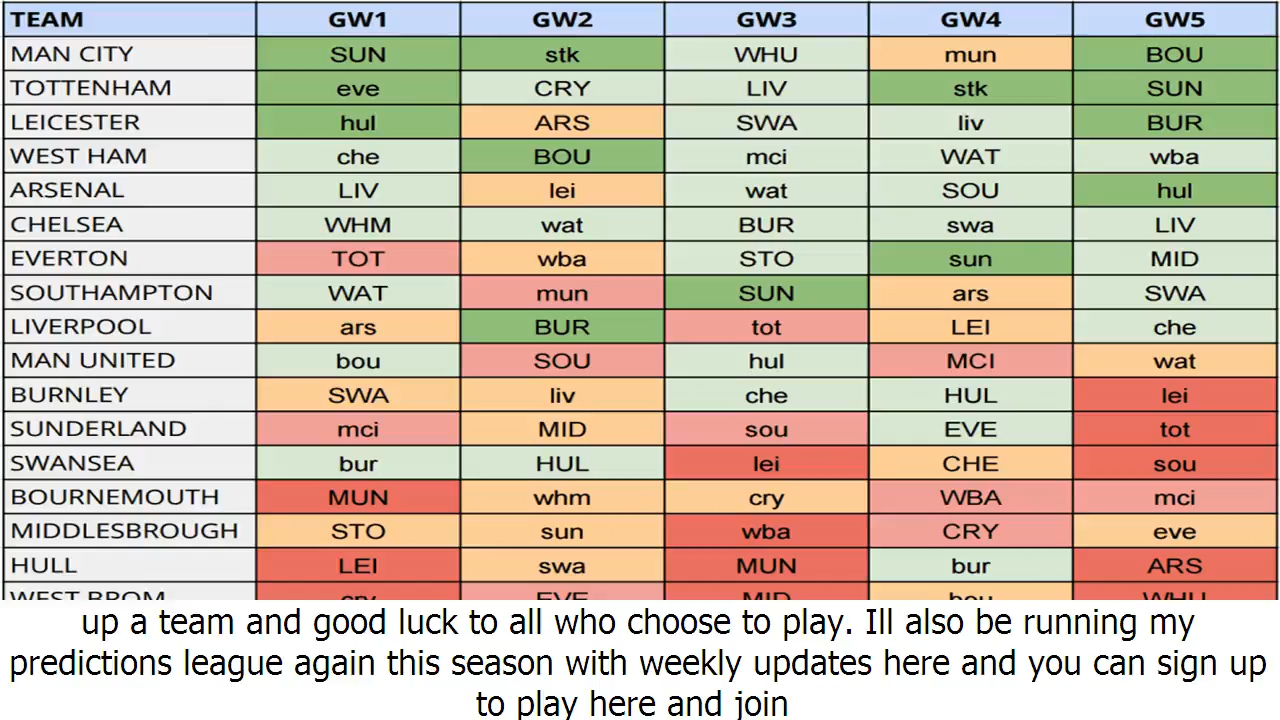 TEAM GW1 GW2 GW3 GW4 GW5
MAN CITY SUN stk WHU mun BOU
TOTTENHAM eve CRY LIV stk SUN
LEICESTER hul ARS SWA liv BUR
WEST HAM che BOU mci WAT wba
ARSENAL LIV lei wat SOU hul
CHELSEA WHM wat BUR swa LIV
EVERTON TOT wba STO sun MID
SOUTHAMPTON WAT mun SUN ars SWA
LIVERPOOL ars BUR tot LEI che
MAN UNITED bou SOU hul MCI wat
BURNLEY SWA liv che HUL lei
SUNDERLAND mci MID sou EVE tot
SWANSEA bur HUL lei CHE sou
BOURNEMOUTH MUN whm cry WBA mci
MIDDLESBROUGH STO sun wba CRY eve
HULL LEI swa MUN bur ARS
WEST BROM cry EVE MID bou WHU
up a team and good luck to all who choose to play. Ill also be running my
predictions league again this season with weekly updates here and you can sign up
to play here and join